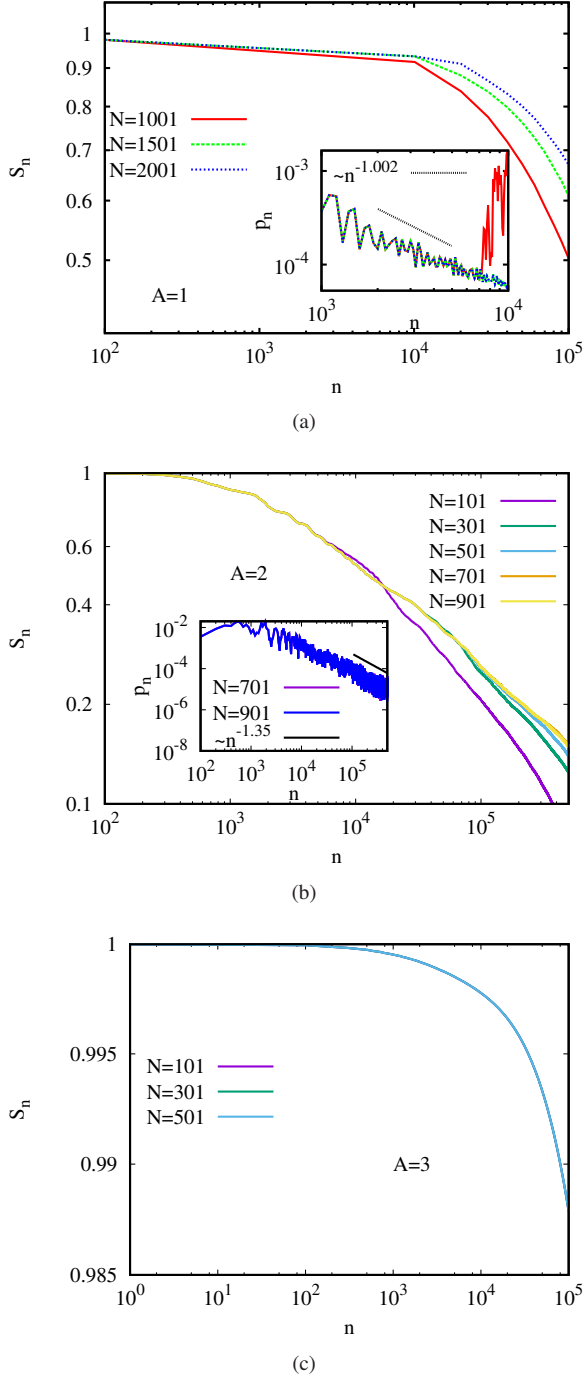 1
0.9
0.8
0.7
0.6
0.5
S_n
N=1001
N=1501
N=2001
A=1
10^-3
10^-4
p_n
~n^-1.002
10^3
n
10^4
10^2
10^3
10^4
10^5
n
(a)
1
0.6
0.4
0.2
0.1
S_n
N=101
N=301
N=501
N=701
N=901
A=2
10^-2
10^-4
10^-6
10^-8
p_n
N=701
N=901
~n^-1.35
10^2
10^3
10^4
10^5
n
10^2
10^3
10^4
10^5
n
(b)
1
0.995
0.99
0.985
S_n
N=101
N=301
N=501
A=3
10^0
10^1
10^2
10^3
10^4
10^5
n
(c)